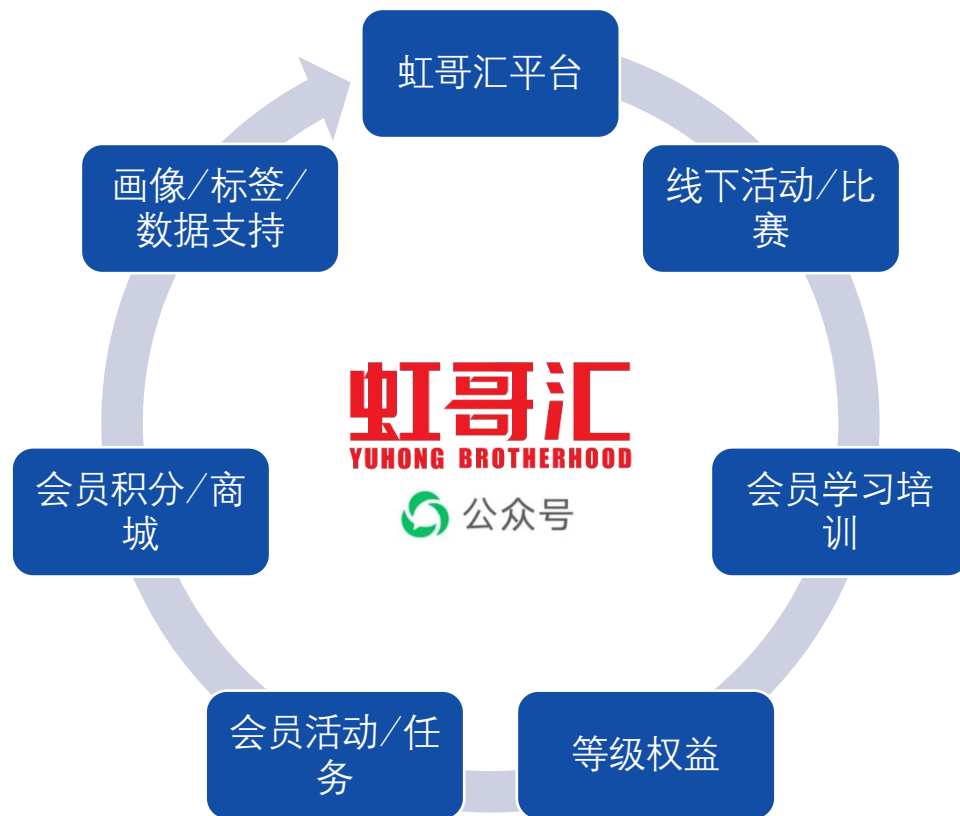 虹哥汇平台
线下活动/比
赛
会员学习培
训
等级权益
会员活动/任
务
会员积分/商
城
画像/标签/
数据支持
虹哥汇
YUHONG BROTHERHOOD
公众号